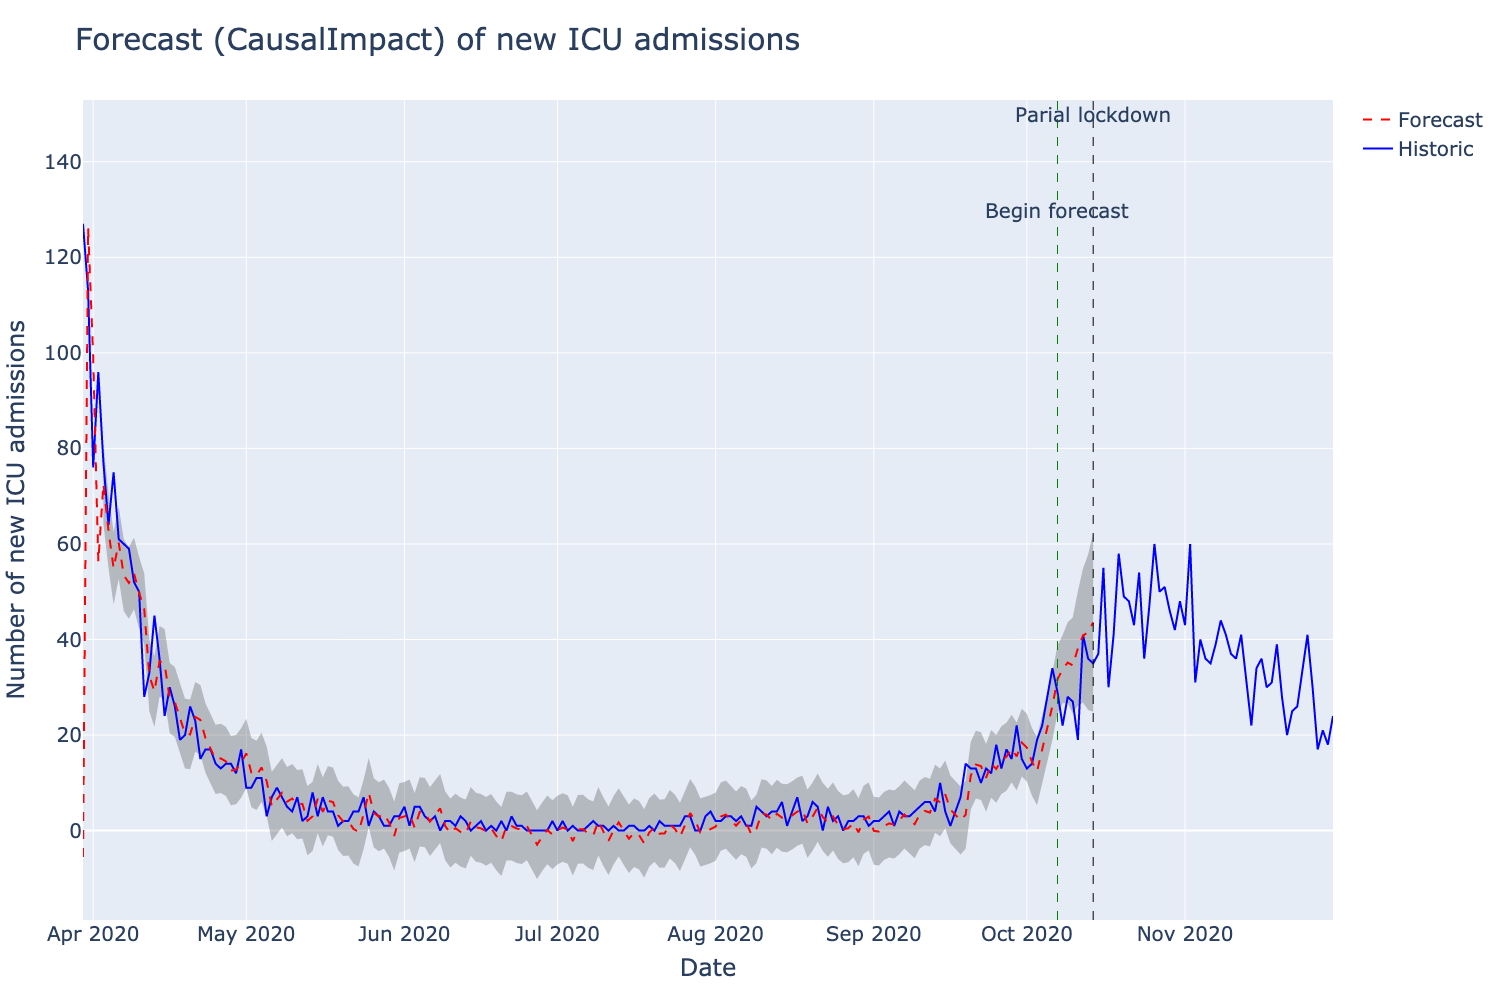 Forecast (CausalImpact) of new ICU admissions
Parial lockdown
Begin forecast
Forecast
Historic
Number of new ICU admissions
140
120
100
80
60
40
20
0
Apr 2020
May 2020
Jun 2020
Jul 2020
Aug 2020
Sep 2020
Oct 2020
Nov 2020
Date